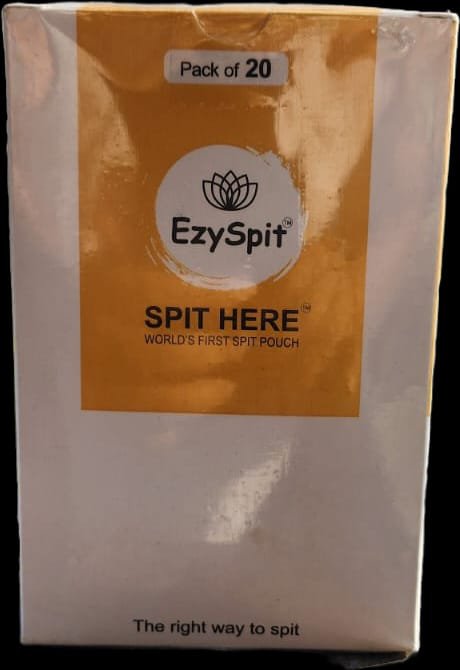 Pack of 20
EzySpit™
SPIT HERE™
WORLD'S FIRST SPIT POUCH
The right way to spit